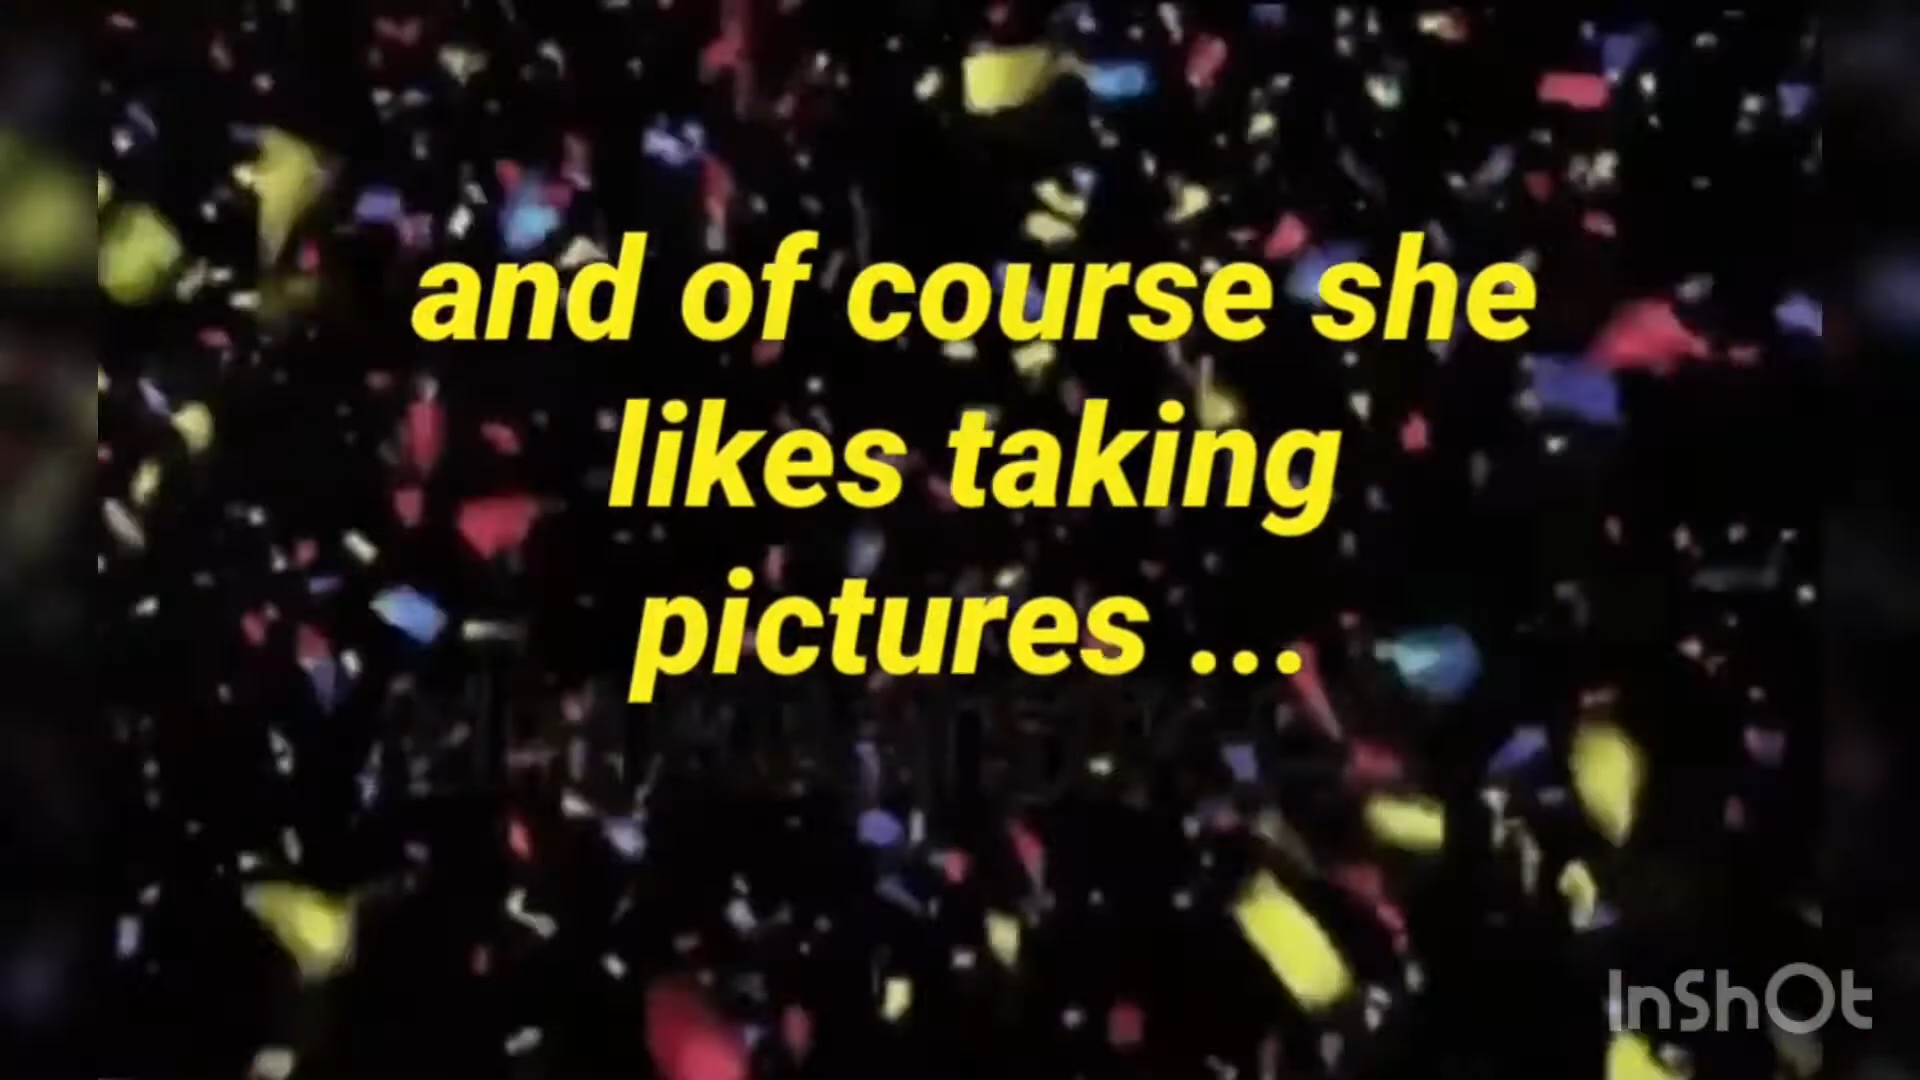 and of course she
likes taking
pictures ...
InShOt